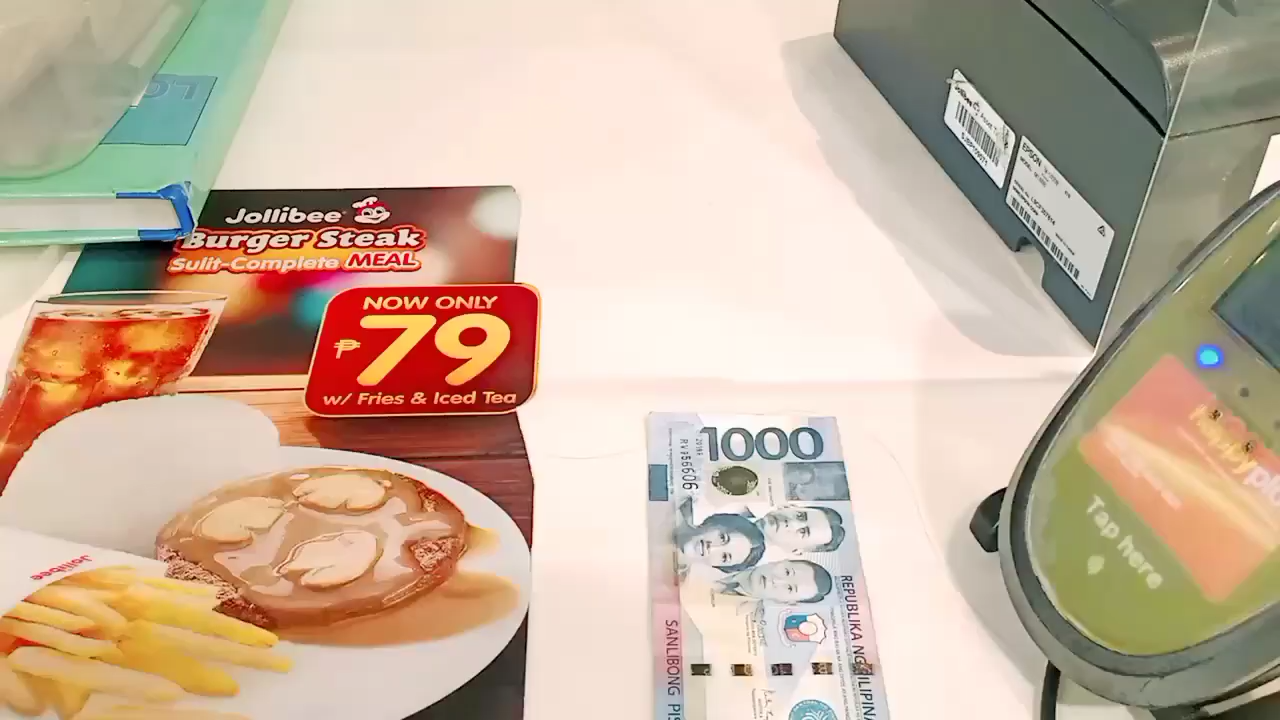 Jollibee
Burger Steak
Sulit-Complete MEAL
NOW ONLY
₱79
w/ Fries & Iced Tea
Jollibee
1000
REPUBLIKA NG PILIPINAS
SANLIBONG PISO
Jollibee
EPSON
Tap here